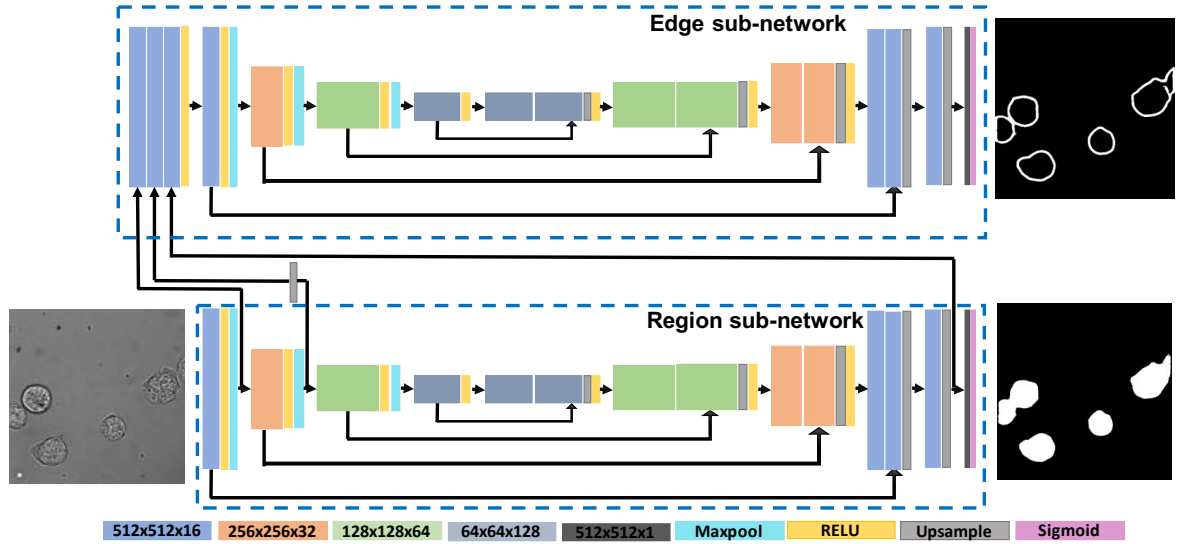 Edge sub-network
Region sub-network
512x512x16
256x256x32
128x128x64
64x64x128
512x512x1
Maxpool
RELU
Upsample
Sigmoid